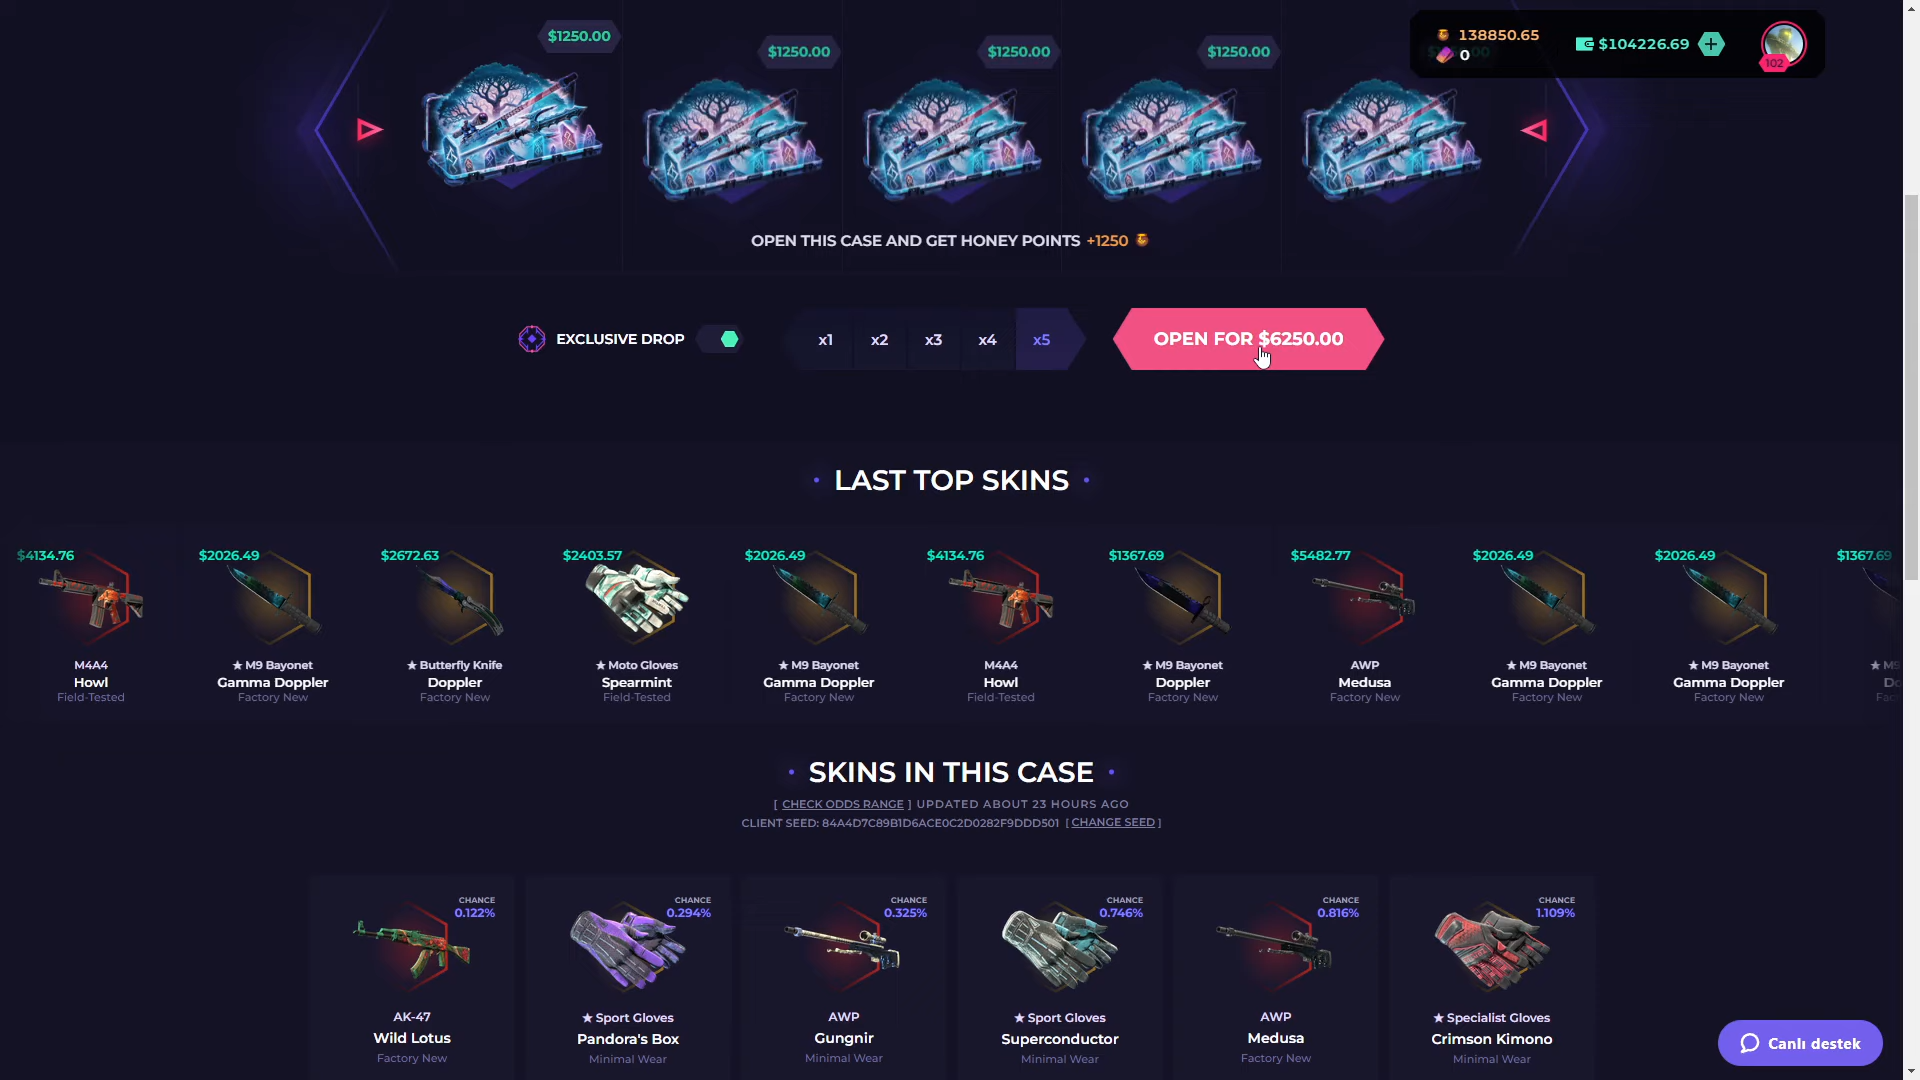 $1250.00
$1250.00
$1250.00
$1250.00
138850.65
0
$104226.69
102
OPEN THIS CASE AND GET HONEY POINTS +1250
EXCLUSIVE DROP
x1 x2 x3 x4 x5
OPEN FOR $6250.00
LAST TOP SKINS
$4134.76 $2026.49 $2672.63 $2403.57 $2026.49 $4134.76 $1367.69 $5482.77 $2026.49 $2026.49 $1367.69
M4A4 ★ M9 Bayonet ★ Butterfly Knife ★ Moto Gloves ★ M9 Bayonet M4A4 ★ M9 Bayonet AWP ★ M9 Bayonet ★ M9 Bayonet
Howl Gamma Doppler Doppler Spearmint Gamma Doppler Howl Doppler Medusa Gamma Doppler Gamma Doppler
Field-Tested Factory New Factory New Field-Tested Factory New Field-Tested Factory New Factory New Factory New Factory New
SKINS IN THIS CASE
[ CHECK ODDS RANGE ] UPDATED ABOUT 23 HOURS AGO
CLIENT SEED: 84A4D7C89B1D6ACE0C2D0282F9DDD501 [ CHANGE SEED ]
CHANCE CHANCE CHANCE CHANCE CHANCE CHANCE
0.122% 0.294% 0.325% 0.746% 0.816% 1.109%
AK-47 ★ Sport Gloves AWP ★ Sport Gloves AWP ★ Specialist Gloves
Wild Lotus Pandora's Box Gungnir Superconductor Medusa Crimson Kimono
Factory New Minimal Wear Minimal Wear Minimal Wear Factory New Minimal Wear
Canlı destek